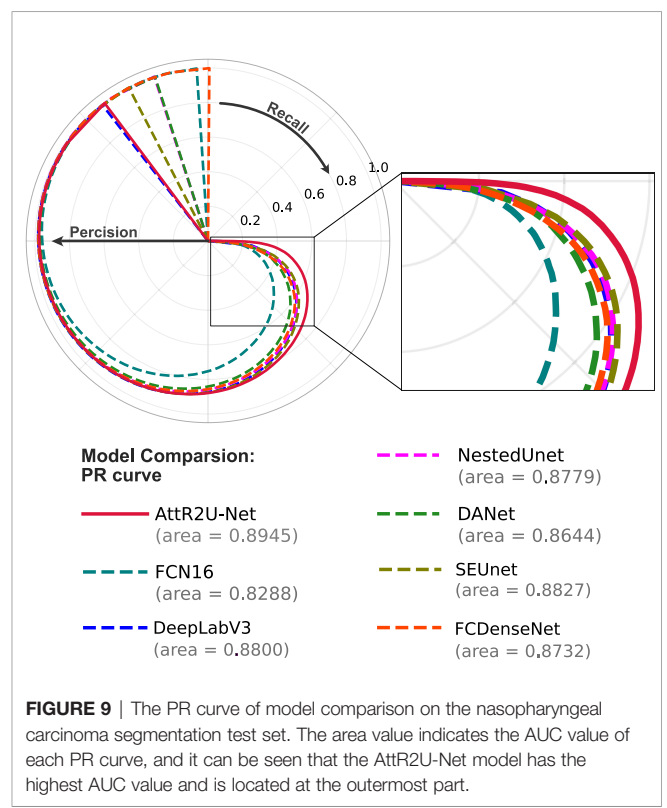 Recall
1.0
0.8
0.6
0.4
0.2
Percision
Model Comparsion:
PR curve
AttR2U-Net
(area = 0.8945)
FCN16
(area = 0.8288)
DeepLabV3
(area = 0.8800)
NestedUnet
(area = 0.8779)
DANet
(area = 0.8644)
SEUnet
(area = 0.8827)
FCDenseNet
(area = 0.8732)
FIGURE 9 | The PR curve of model comparison on the nasopharyngeal
carcinoma segmentation test set. The area value indicates the AUC value of
each PR curve, and it can be seen that the AttR2U-Net model has the
highest AUC value and is located at the outermost part.